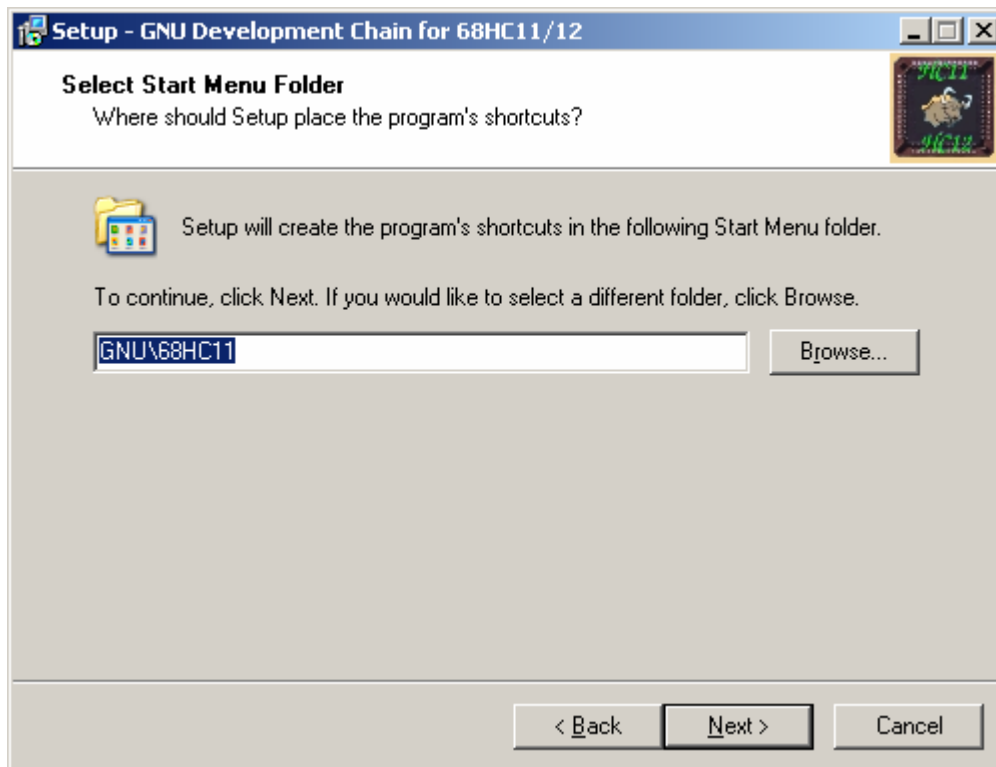 Setup - GNU Development Chain for 68HC11/12
Select Start Menu Folder
Where should Setup place the program's shortcuts?
HC11
HC12
Setup will create the program's shortcuts in the following Start Menu folder.
To continue, click Next. If you would like to select a different folder, click Browse.
GNU\68HC11
Browse...
< Back
Next >
Cancel